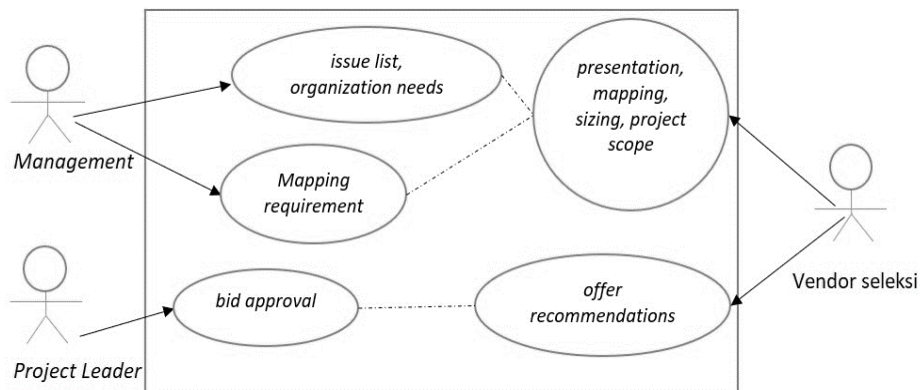 issue list,
organization needs
presentation,
mapping,
sizing, project
scope
Management
Mapping
requirement
Vendor seleksi
bid approval
offer
recommendations
Project Leader